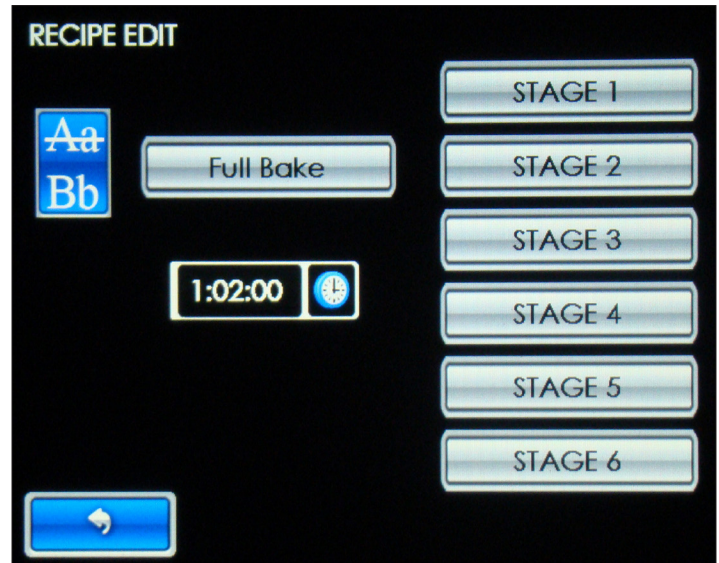 RECIPE EDIT
Aa
Bb
Full Bake
1:02:00
STAGE 1
STAGE 2
STAGE 3
STAGE 4
STAGE 5
STAGE 6